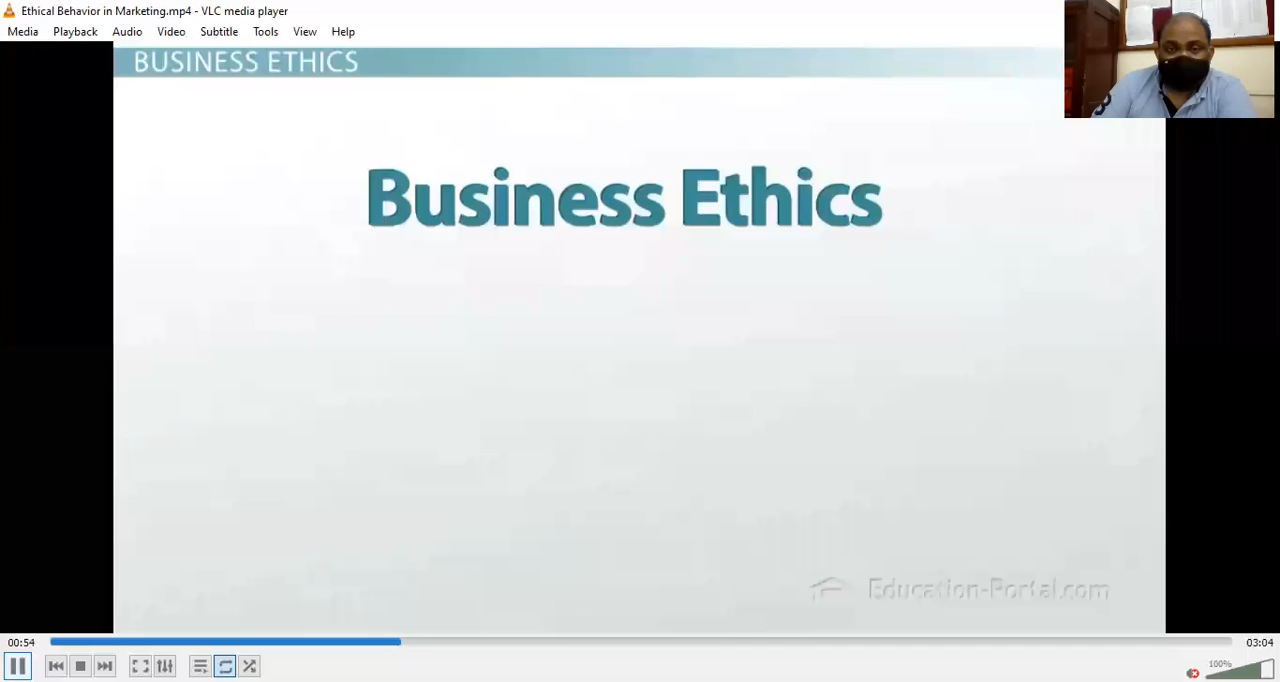 Ethical Behavior in Marketing.mp4 - VLC media player
Media Playback Audio Video Subtitle Tools View Help
BUSINESS ETHICS
Business Ethics
Education-Portal.com
00:54
03:04
100%